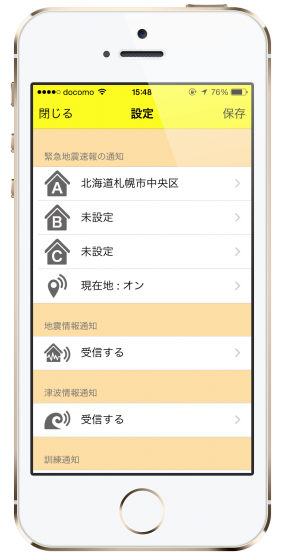 docomo 15:48 76%
閉じる 設定 保存
緊急地震速報の通知
A 北海道札幌市中央区
B 未設定
C 未設定
現在地 : オン
地震情報通知
受信する
津波情報通知
受信する
訓練通知